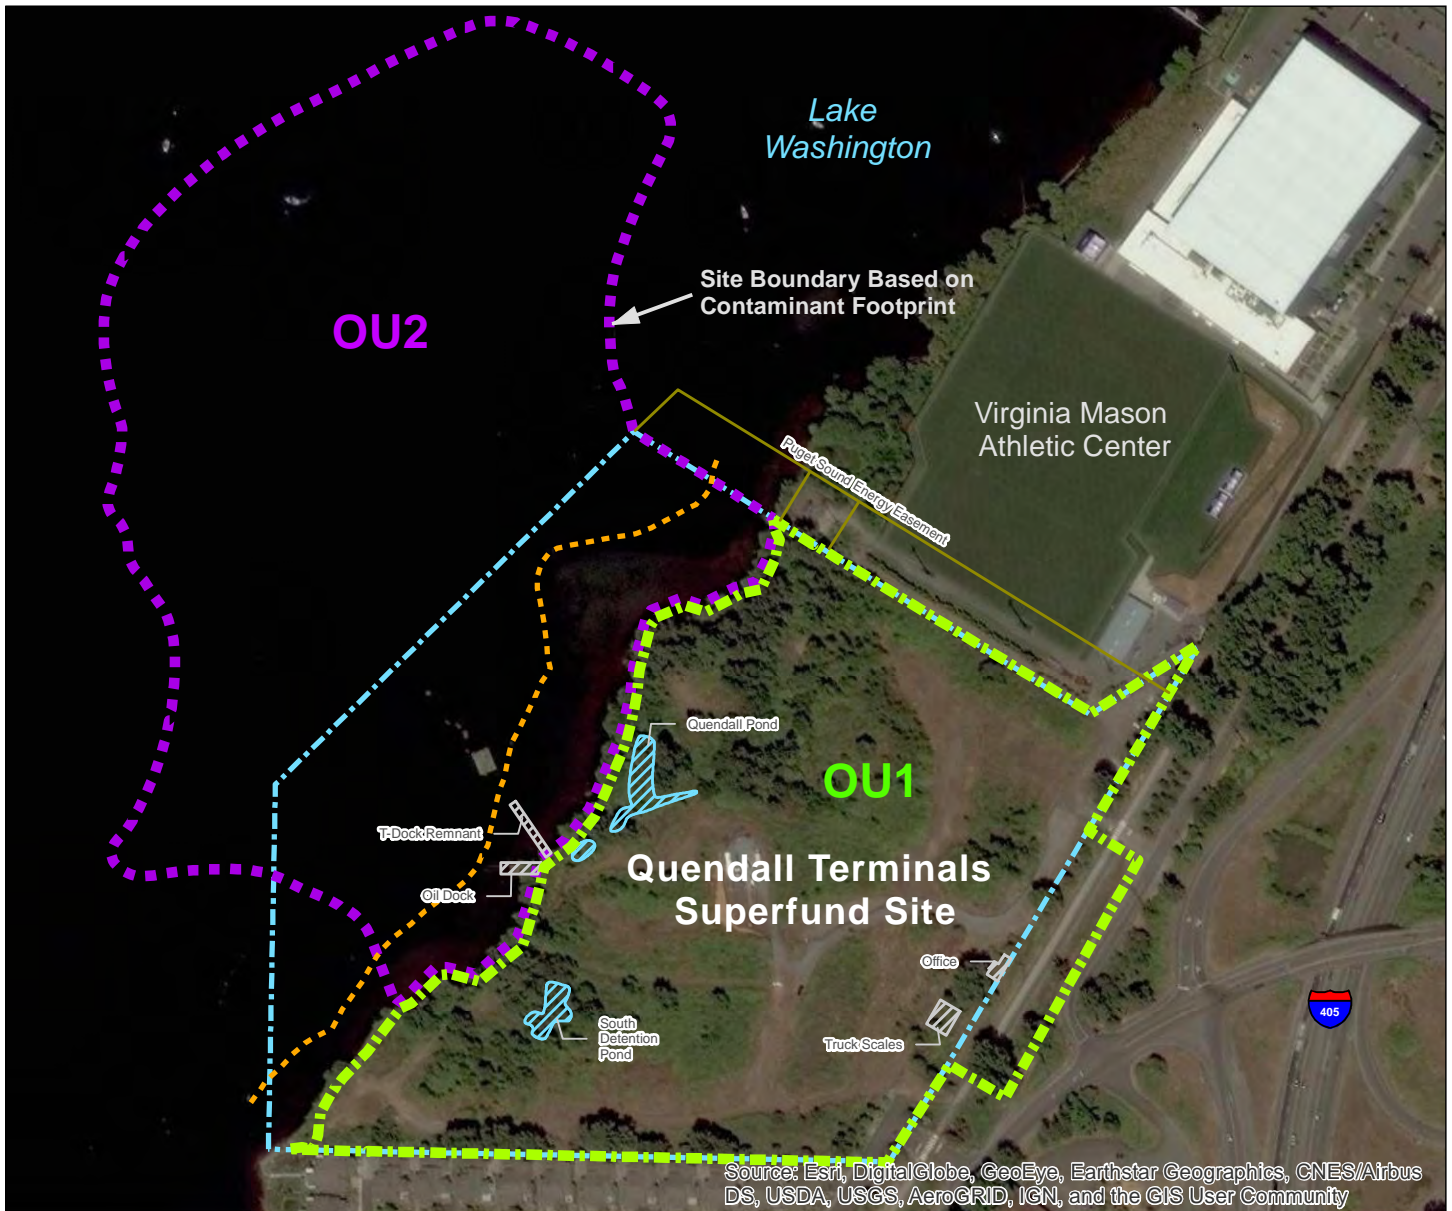 Lake
Washington
Site Boundary Based on
Contaminant Footprint
OU2
Virginia Mason
Athletic Center
Puget Sound Energy Easement
Quendall Pond
OU1
T-Dock Remnant
Quendall Terminals
Superfund Site
Oil Dock
Office
405
South
Detention
Pond
Truck Scales
Source: Esri, DigitalGlobe, GeoEye, Earthstar Geographics, CNES/Airbus
DS, USDA, USGS, AeroGRID, IGN, and the GIS User Community